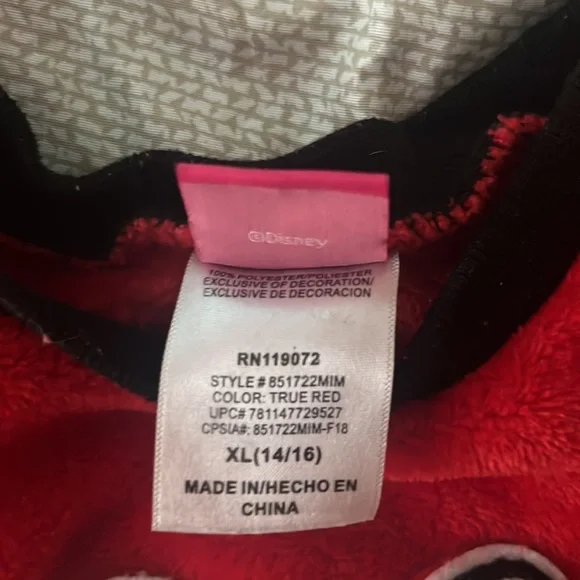 ©Disney
100% POLYESTER/POLIESTER
EXCLUSIVE OF DECORATION/
EXCLUSIVE DE DECORACION
RN119072
STYLE # 851722MIM
COLOR: TRUE RED
UPC# 781147729527
CPSIA#: 851722MIM-F18
XL(14/16)
MADE IN/HECHO EN
CHINA